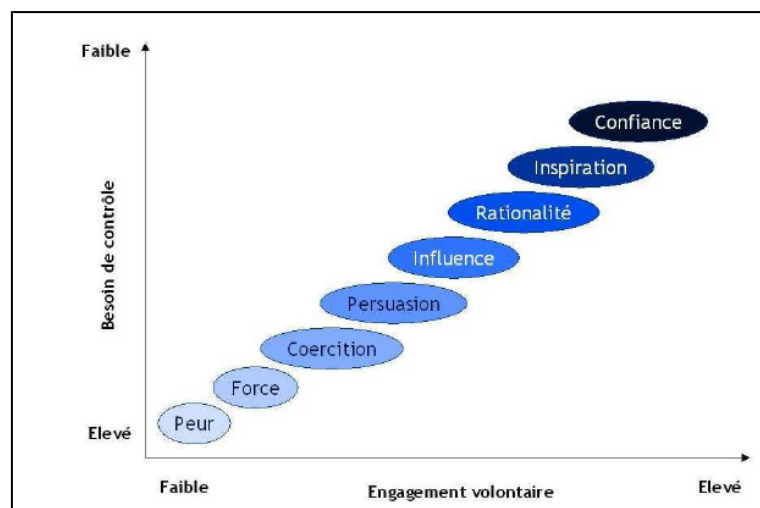 Faible
Confiance
Inspiration
Rationalité
Influence
Persuasion
Coercition
Force
Peur
Besoin de contrôle
Elevé
Faible
Engagement volontaire
Elevé